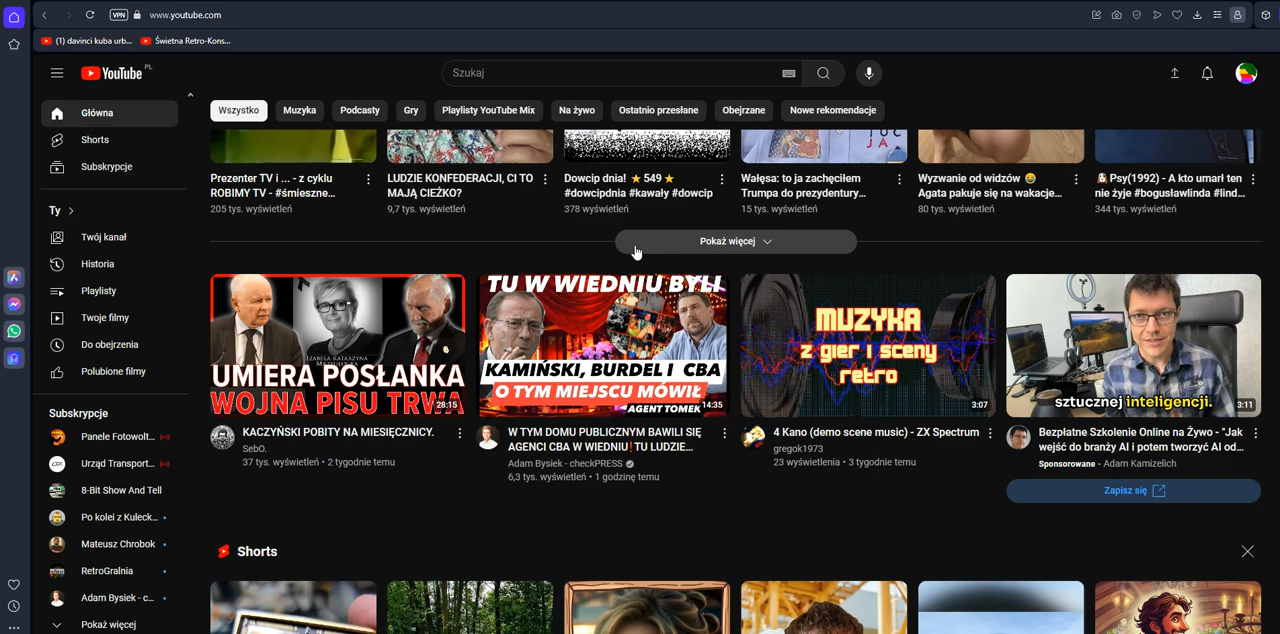 VPN www.youtube.com
(1) davinci kuba urb... Świetna Retro-Kons...
YouTube PL
Szukaj
Główna
Shorts
Subskrypcje
Ty
Twój kanał
Historia
Playlisty
Twoje filmy
Do obejrzenia
Polubione filmy
Subskrypcje
Panele Fotowolt...
Urząd Transport...
8-Bit Show And Tell
Po kolei z Kuleck...
Mateusz Chrobok
RetroGralnia
Adam Bysiek - c...
Pokaż więcej
Wszystko Muzyka Podcasty Gry Playlisty YouTube Mix Na żywo Ostatnio przesłane Obejrzane Nowe rekomendacje
Prezenter TV i ... - z cyklu
ROBIMY TV - #śmieszne...
205 tys. wyświetleń
LUDZIE KONFEDERACJI, CI TO
MAJĄ CIEŻKO?
9,7 tys. wyświetleń
Dowcip dnia! ⭐549⭐
#dowcipdnia #kawały #dowcip
378 wyświetleń
JA
Wałęsa: to ja zachęciłem
Trumpa do prezydentury...
15 tys. wyświetleń
Wyzwanie od widzów 😅
Agata pakuje się na wakacje...
80 tys. wyświetleń
Psy(1992) - A kto umarł ten
nie żyje #bogusławlinda #lind...
344 tys. wyświetleń
Pokaż więcej
UMIERA POSŁANKA
WOJNA PISU TRWA
28:15
KACZYŃSKI POBITY NA MIESIĘCZNICY.
SebO.
37 tys. wyświetleń • 2 tygodnie temu
TU W WIEDNIU BYLI
KAMIŃSKI, BURDEL I CBA
O TYM MIEJSCU MÓWIŁ
AGENT TOMEK
14:35
W TYM DOMU PUBLICZNYM BAWILI SIĘ
AGENCI CBA W WIEDNIU❗TU LUDZIE...
Adam Bysiek - checkPRESS
6,3 tys. wyświetleń • 1 godzinę temu
MUZYKA
z gier i sceny
retro
3:07
4 Kano (demo scene music) - ZX Spectrum
gregok1973
23 wyświetlenia • 3 tygodnie temu
sztucznej inteligencji.
3:11
Bezpłatne Szkolenie Online na Żywo - "Jak
wejść do branży AI i potem tworzyć AI od...
Sponsorowane • Adam Kamizelich
Zapisz się
Shorts